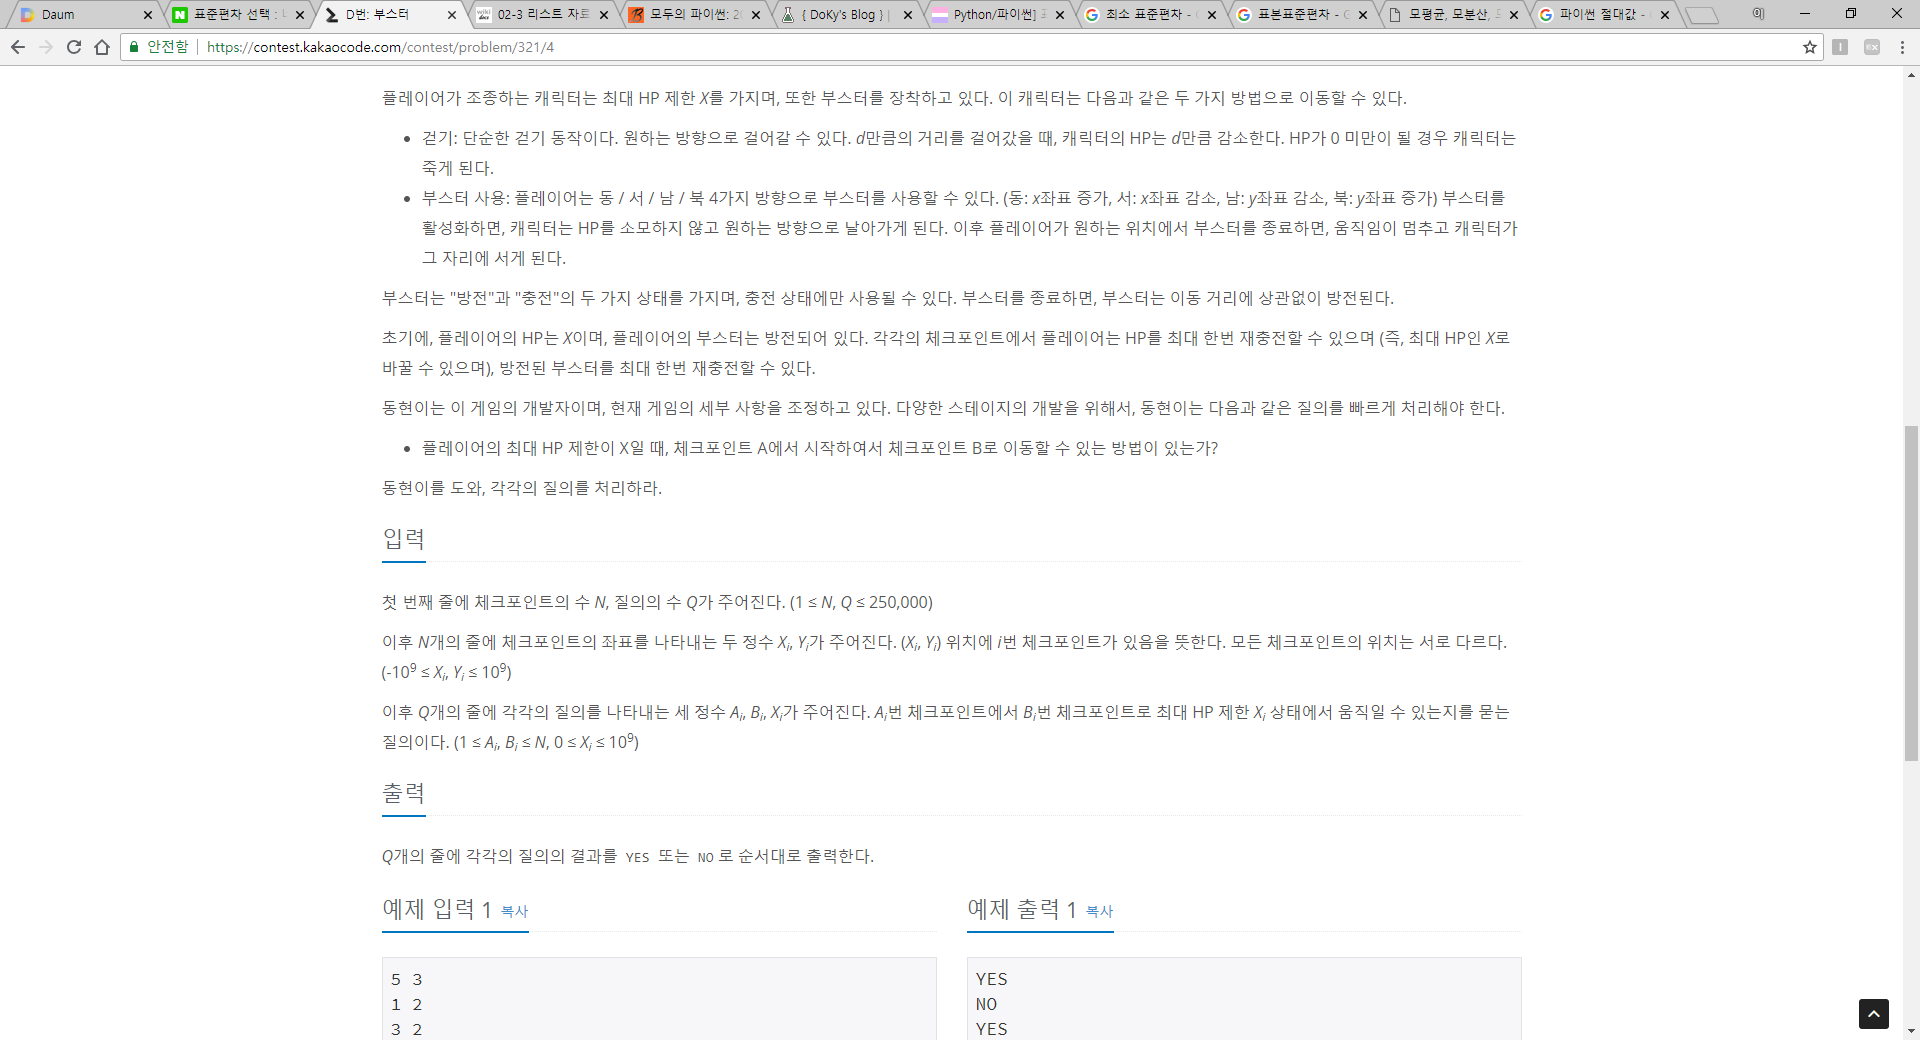 Daum
표준편차 선택 : 네
D번: 부스터
02-3 리스트 자료
모두의 파이썬: 20
{ DoKy's Blog } |
Python/파이썬]
최소 표준편차 - G
표본표준편차 - G
모평균, 모분산,
파이썬 절대값 -
안전함 | https://contest.kakaocode.com/contest/problem/321/4
플레이어가 조종하는 캐릭터는 최대 HP 제한 X를 가지며, 또한 부스터를 장착하고 있다. 이 캐릭터는 다음과 같은 두 가지 방법으로 이동할 수 있다.
• 걷기: 단순한 걷기 동작이다. 원하는 방향으로 걸어갈 수 있다. d만큼의 거리를 걸어갔을 때, 캐릭터의 HP는 d만큼 감소한다. HP가 0 미만이 될 경우 캐릭터는
죽게 된다.
• 부스터 사용: 플레이어는 동 / 서 / 남 / 북 4가지 방향으로 부스터를 사용할 수 있다. (동: x좌표 증가, 서: x좌표 감소, 남: y좌표 감소, 북: y좌표 증가) 부스터를
활성화하면, 캐릭터는 HP를 소모하지 않고 원하는 방향으로 날아가게 된다. 이후 플레이어가 원하는 위치에서 부스터를 종료하면, 움직임이 멈추고 캐릭터가
그 자리에 서게 된다.
부스터는 "방전"과 "충전"의 두 가지 상태를 가지며, 충전 상태에만 사용될 수 있다. 부스터를 종료하면, 부스터는 이동 거리에 상관없이 방전된다.
초기에, 플레이어의 HP는 X이며, 플레이어의 부스터는 방전되어 있다. 각각의 체크포인트에서 플레이어는 HP를 최대 한번 재충전할 수 있으며 (즉, 최대 HP인 X로
바꿀 수 있으며), 방전된 부스터를 최대 한번 재충전할 수 있다.
동현이는 이 게임의 개발자이며, 현재 게임의 세부 사항을 조정하고 있다. 다양한 스테이지의 개발을 위해서, 동현이는 다음과 같은 질의를 빠르게 처리해야 한다.
• 플레이어의 최대 HP 제한이 X일 때, 체크포인트 A에서 시작하여서 체크포인트 B로 이동할 수 있는 방법이 있는가?
동현이를 도와, 각각의 질의를 처리하라.
입력
첫 번째 줄에 체크포인트의 수 N, 질의의 수 Q가 주어진다. (1 ≤ N, Q ≤ 250,000)
이후 N개의 줄에 체크포인트의 좌표를 나타내는 두 정수 Xi, Yi가 주어진다. (Xi, Yi) 위치에 i번 체크포인트가 있음을 뜻한다. 모든 체크포인트의 위치는 서로 다르다.
(-10⁹ ≤ Xi, Yi ≤ 10⁹)
이후 Q개의 줄에 각각의 질의를 나타내는 세 정수 Ai, Bi, Xi가 주어진다. Ai번 체크포인트에서 Bi번 체크포인트로 최대 HP 제한 Xi 상태에서 움직일 수 있는지를 묻는
질의이다. (1 ≤ Ai, Bi ≤ N, 0 ≤ Xi ≤ 10⁹)
출력
Q개의 줄에 각각의 질의의 결과를 YES 또는 NO 로 순서대로 출력한다.
예제 입력 1 복사
5 3
1 2
3 2
예제 출력 1 복사
YES
NO
YES